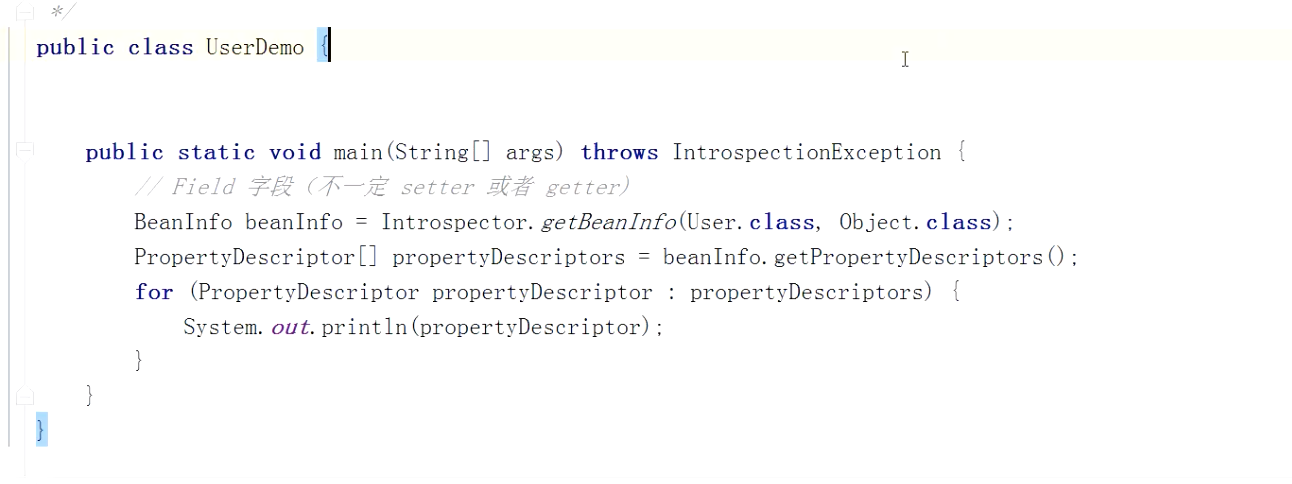 */
public class UserDemo {
public static void main(String[] args) throws IntrospectionException {
// Field 字段（不一定 setter 或者 getter)
BeanInfo beanInfo = Introspector.getBeanInfo(User.class, Object.class);
PropertyDescriptor[] propertyDescriptors = beanInfo.getPropertyDescriptors();
for (PropertyDescriptor propertyDescriptor : propertyDescriptors) {
System.out.println(propertyDescriptor);
}
}
}